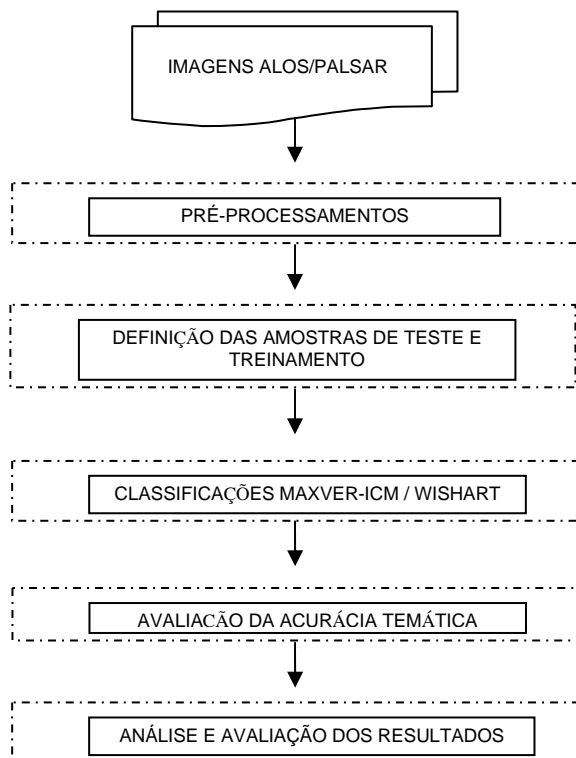 IMAGENS ALOS/PALSAR
PRÉ-PROCESSAMENTOS
DEFINIÇÃO DAS AMOSTRAS DE TESTE E
TREINAMENTO
CLASSIFICAÇÕES MAXVER-ICM / WISHART
AVALIAÇÃO DA ACURÁCIA TEMÁTICA
ANÁLISE E AVALIAÇÃO DOS RESULTADOS